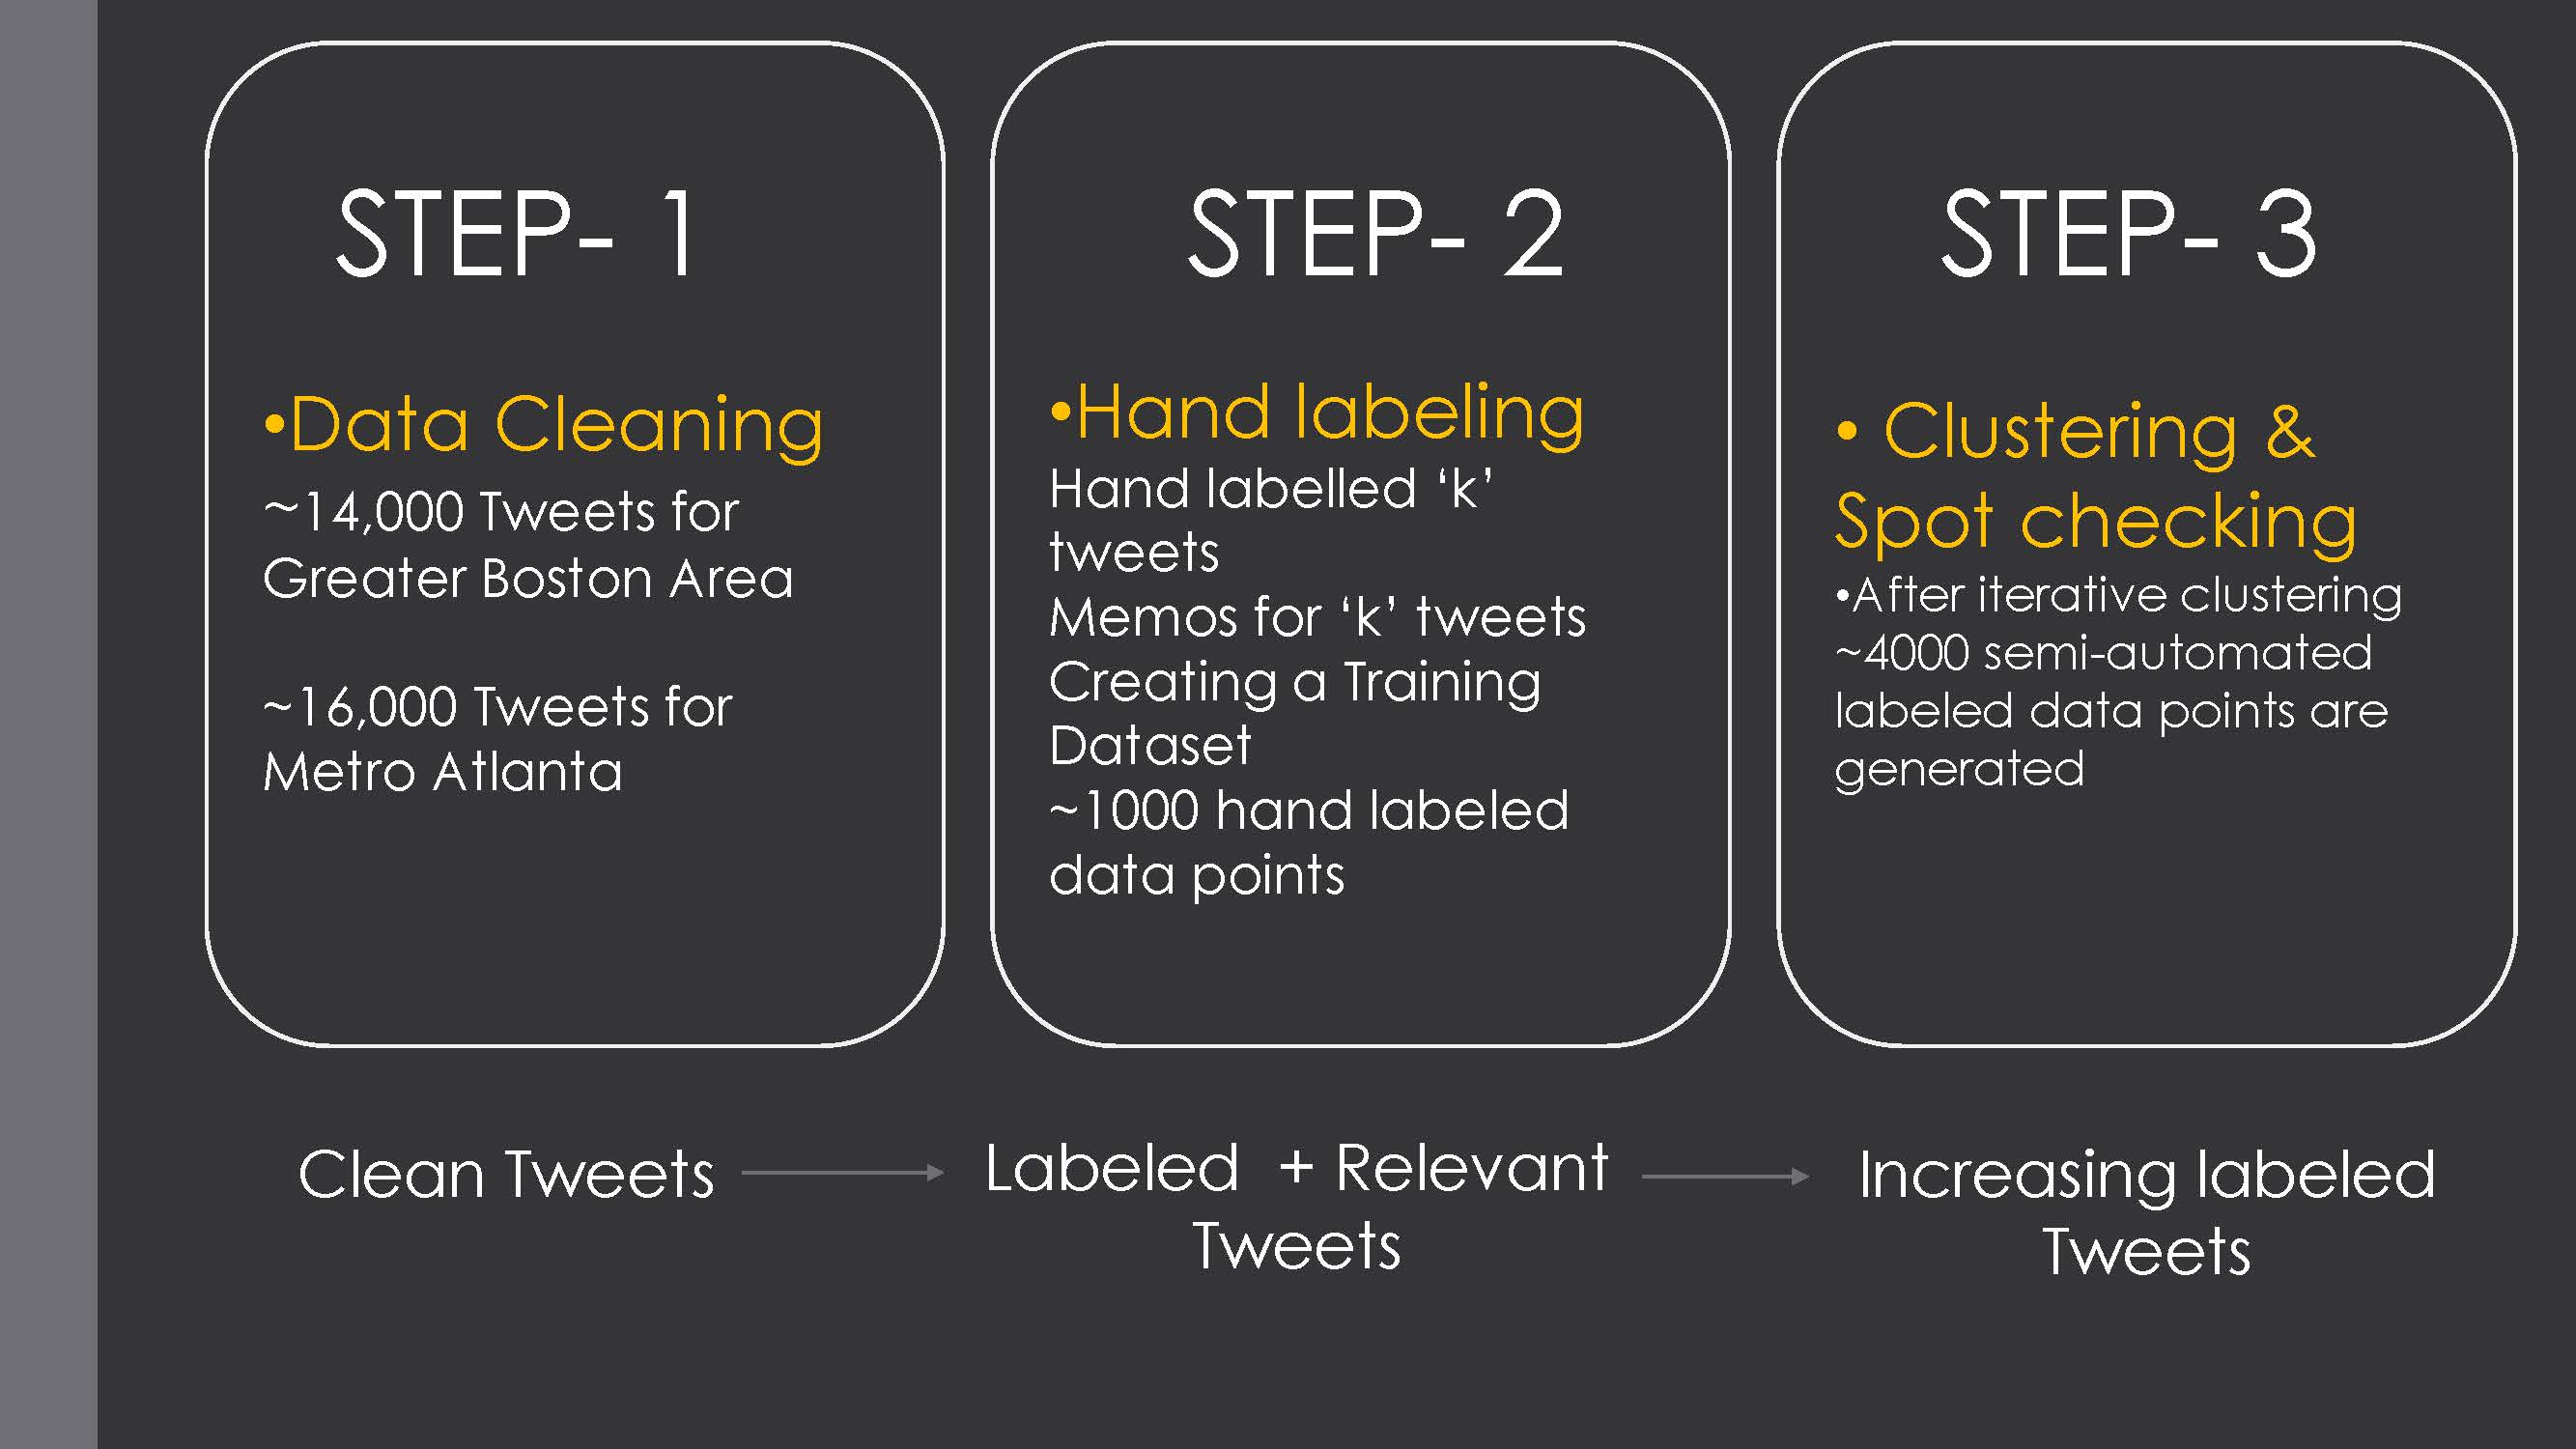 STEP- 1
•Data Cleaning
~14,000 Tweets for
Greater Boston Area
~16,000 Tweets for
Metro Atlanta
STEP- 2
•Hand labeling
Hand labelled ‘k’
tweets
Memos for ‘k’ tweets
Creating a Training
Dataset
~1000 hand labeled
data points
STEP- 3
• Clustering &
Spot checking
•After iterative clustering
~4000 semi-automated
labeled data points are
generated
Clean Tweets
Labeled + Relevant
Tweets
Increasing labeled
Tweets